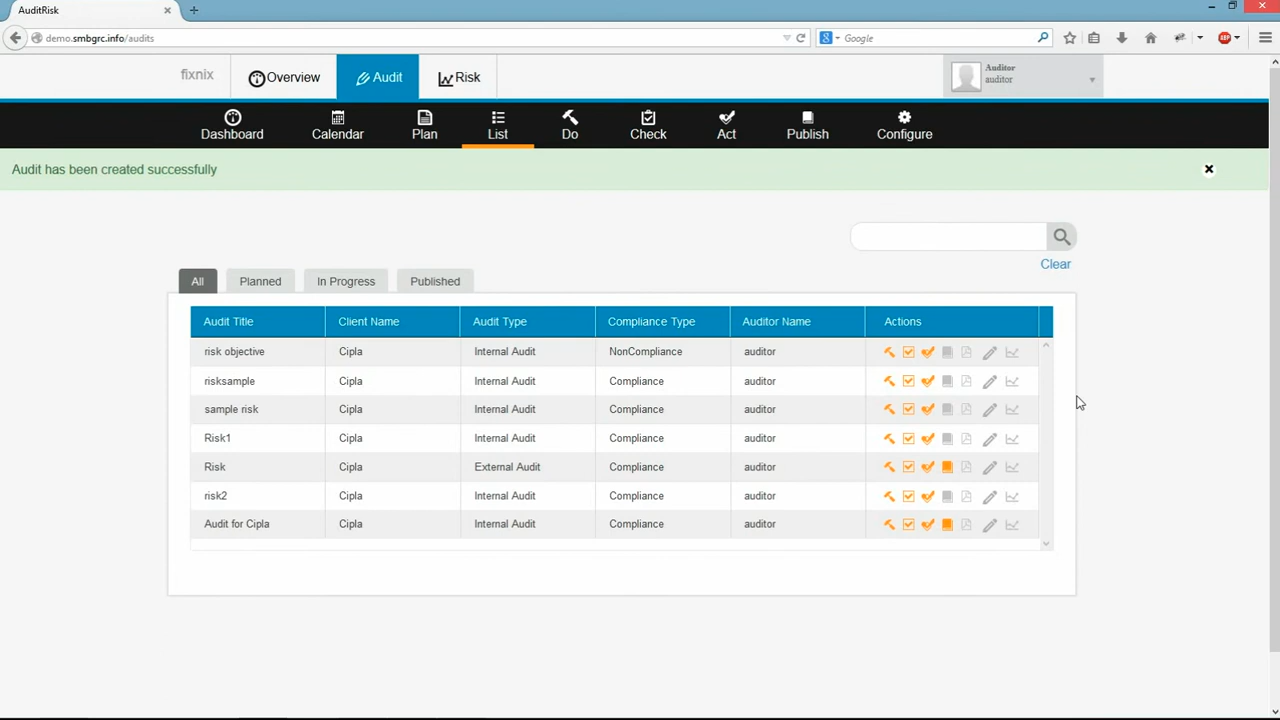 AuditRisk
demo.smbgrc.info/audits
Google
ABP
fixnix
Overview
Audit
Risk
Auditor
auditor
Dashboard
Calendar
Plan
List
Do
Check
Act
Publish
Configure
Audit has been created successfully
Clear
All
Planned
In Progress
Published
Audit Title Client Name Audit Type Compliance Type Auditor Name Actions
risk objective Cipla Internal Audit NonCompliance auditor
risksample Cipla Internal Audit Compliance auditor
sample risk Cipla Internal Audit Compliance auditor
Risk1 Cipla Internal Audit Compliance auditor
Risk Cipla External Audit Compliance auditor
risk2 Cipla Internal Audit Compliance auditor
Audit for Cipla Cipla Internal Audit Compliance auditor